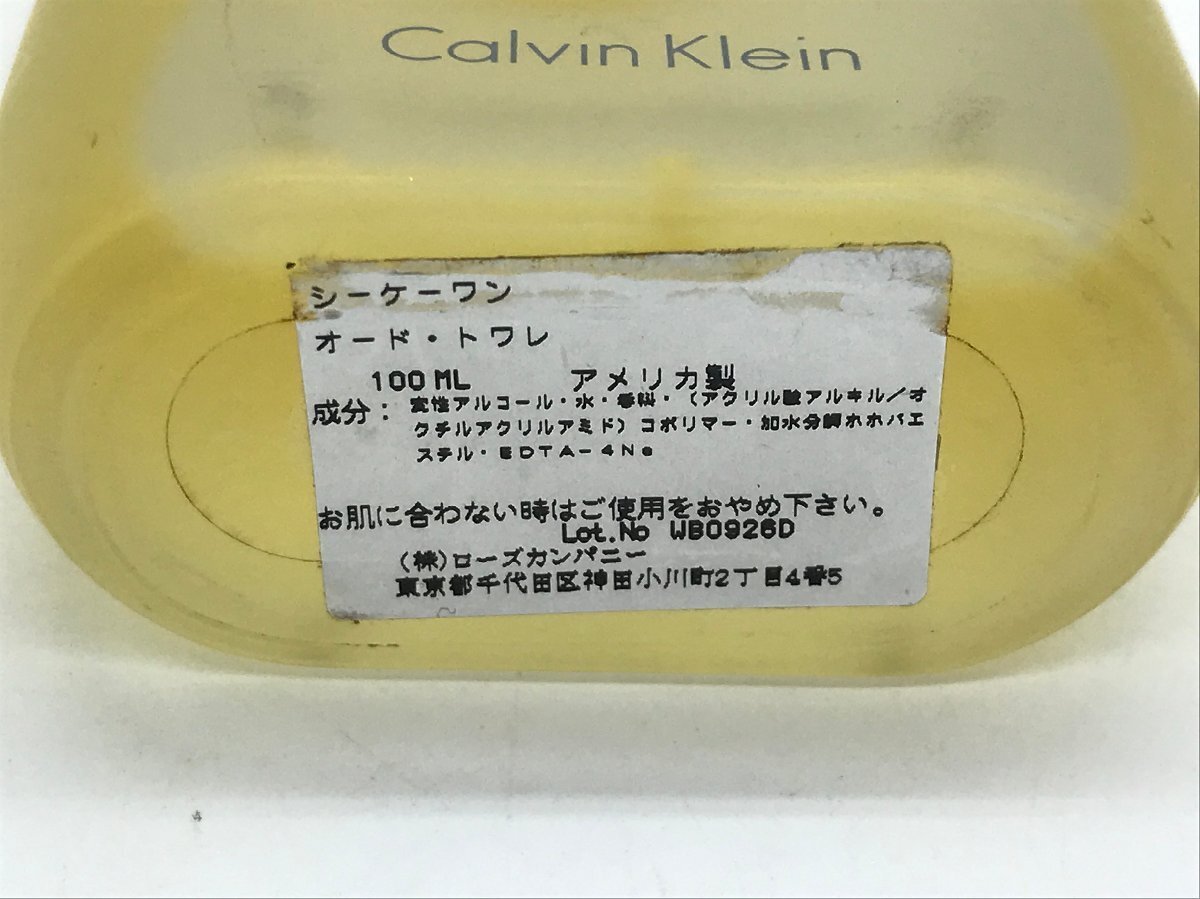 Calvin Klein
シーケーワン
オード・トワレ
100ML アメリカ製
成分：変性アルコール・水・香料・（アクリル酸アルキル／オ
クチルアクリルアミド）コポリマー・加水分解ホホバエ
ステル・EDTA－4Na
お肌に合わない時はご使用をおやめ下さい。
Lot.No WB0926D
（株）ローズカンパニー
東京都千代田区神田小川町2丁目4番5